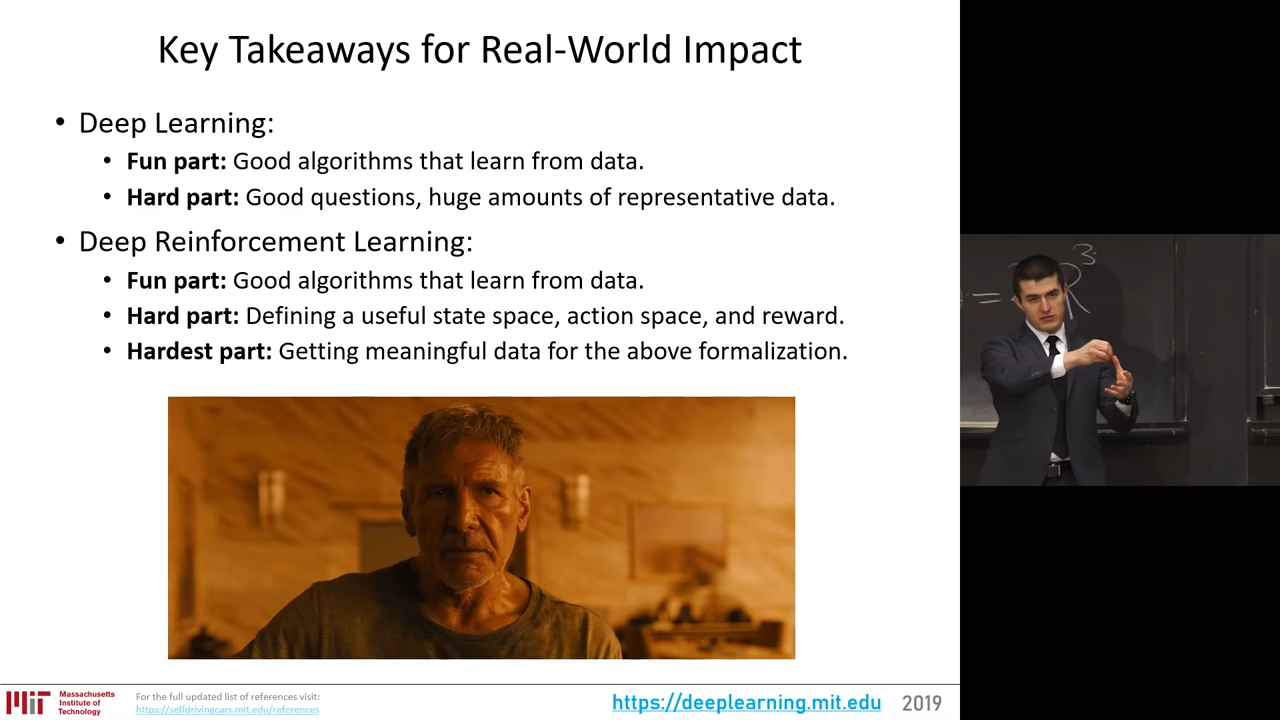 Key Takeaways for Real-World Impact
• Deep Learning:
• Fun part: Good algorithms that learn from data.
• Hard part: Good questions, huge amounts of representative data.
• Deep Reinforcement Learning:
• Fun part: Good algorithms that learn from data.
• Hard part: Defining a useful state space, action space, and reward.
• Hardest part: Getting meaningful data for the above formalization.
= R³
MIT
Massachusetts
Institute of
Technology
For the full updated list of references visit:
https://selfdrivingcars.mit.edu/references
https://deeplearning.mit.edu
2019